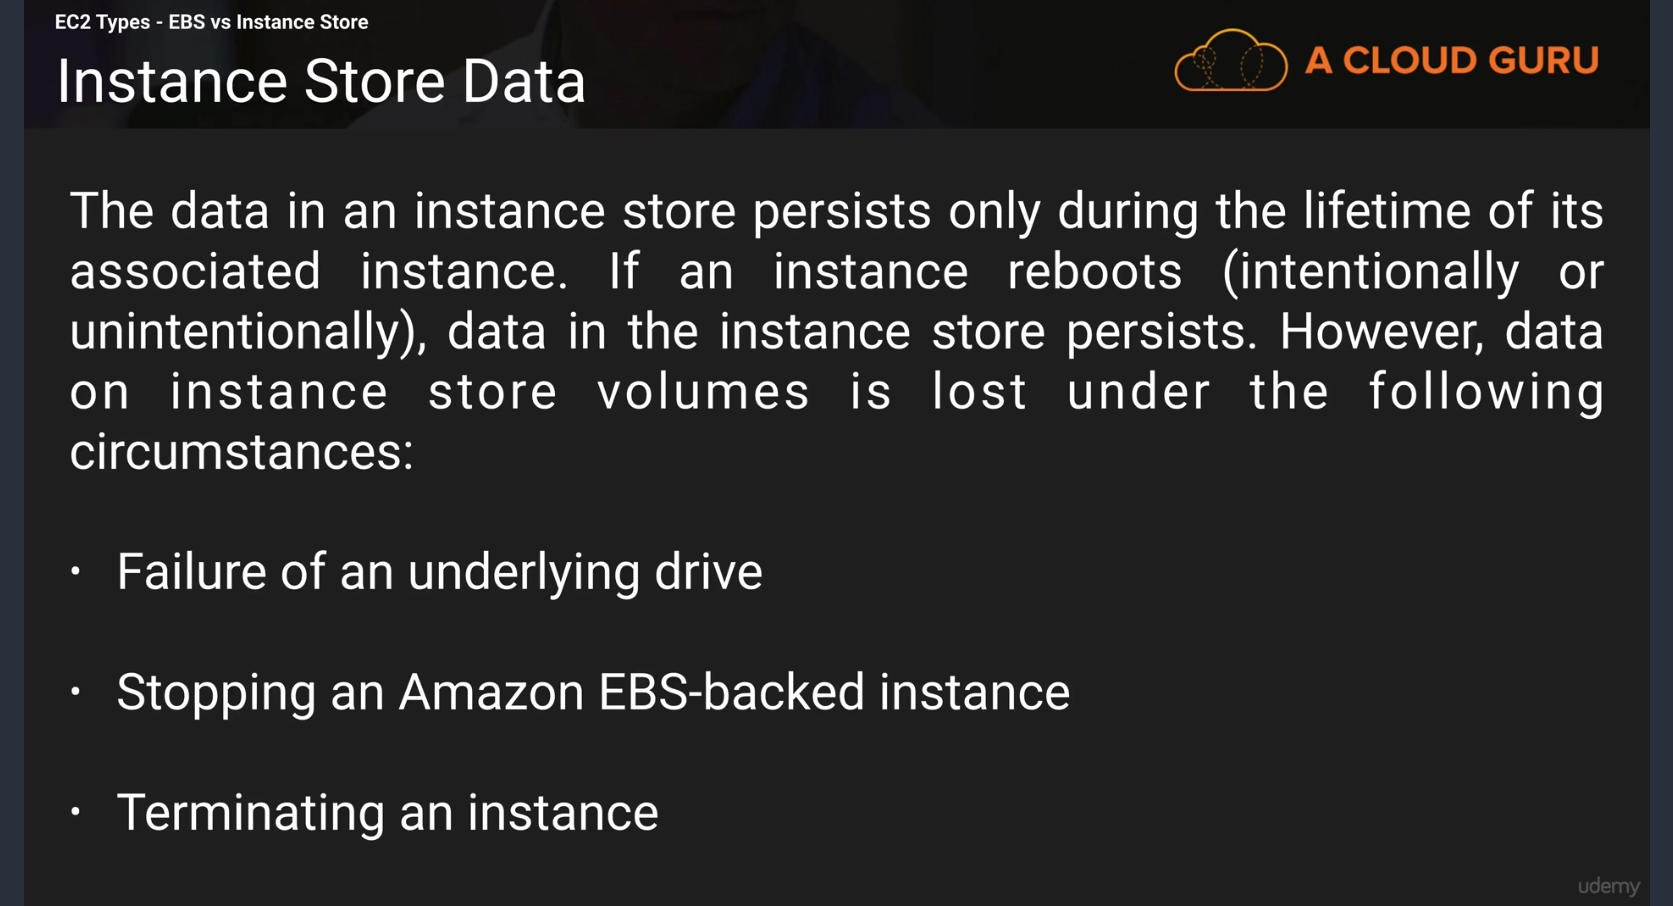 EC2 Types - EBS vs Instance Store
Instance Store Data
A CLOUD GURU
The data in an instance store persists only during the lifetime of its
associated instance. If an instance reboots (intentionally or
unintentionally), data in the instance store persists. However, data
on instance store volumes is lost under the following
circumstances:
· Failure of an underlying drive
· Stopping an Amazon EBS-backed instance
· Terminating an instance
udemy